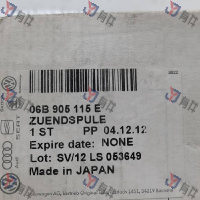 06B 905 115 E
ZUENDSPULE
1 ST PP 04.12.12
Expire date: NONE
Lot: SV/12 LS 053649
Made in JAPAN
SEAT